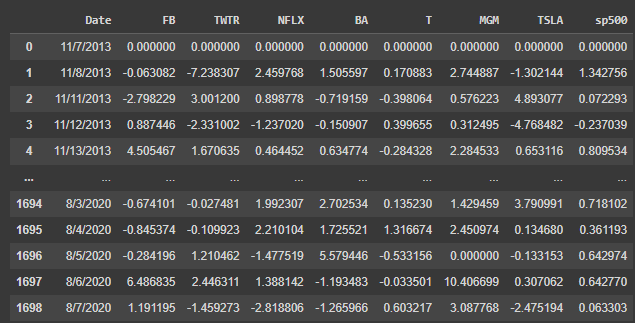 Date FB TWTR NFLX BA T MGM TSLA sp500
0 11/7/2013 0.000000 0.000000 0.000000 0.000000 0.000000 0.000000 0.000000 0.000000
1 11/8/2013 -0.063082 -7.238307 2.459768 1.505597 0.170883 2.744887 -1.302144 1.342756
2 11/11/2013 -2.798229 3.001200 0.898778 -0.719159 -0.398064 0.576223 4.893077 0.072293
3 11/12/2013 0.887446 -2.331002 -1.237020 -0.150907 0.399655 0.312495 -4.768482 -0.237039
4 11/13/2013 4.505467 1.670635 0.464452 0.634774 -0.284328 2.284533 0.653116 0.809534
... ... ... ... ... ... ... ... ... ...
1694 8/3/2020 -0.674101 -0.027481 1.992307 2.702534 0.135230 1.429459 3.790991 0.718102
1695 8/4/2020 -0.845374 -0.109923 2.210104 1.725521 1.316674 2.450974 0.134680 0.361193
1696 8/5/2020 -0.284196 1.210462 -1.477519 5.579446 -0.533156 0.000000 -0.133153 0.642974
1697 8/6/2020 6.486835 2.446311 1.388142 -1.193483 -0.033501 10.406699 0.307062 0.642770
1698 8/7/2020 1.191195 -1.459273 -2.818806 -1.265966 0.603217 3.087768 -2.475194 0.063303